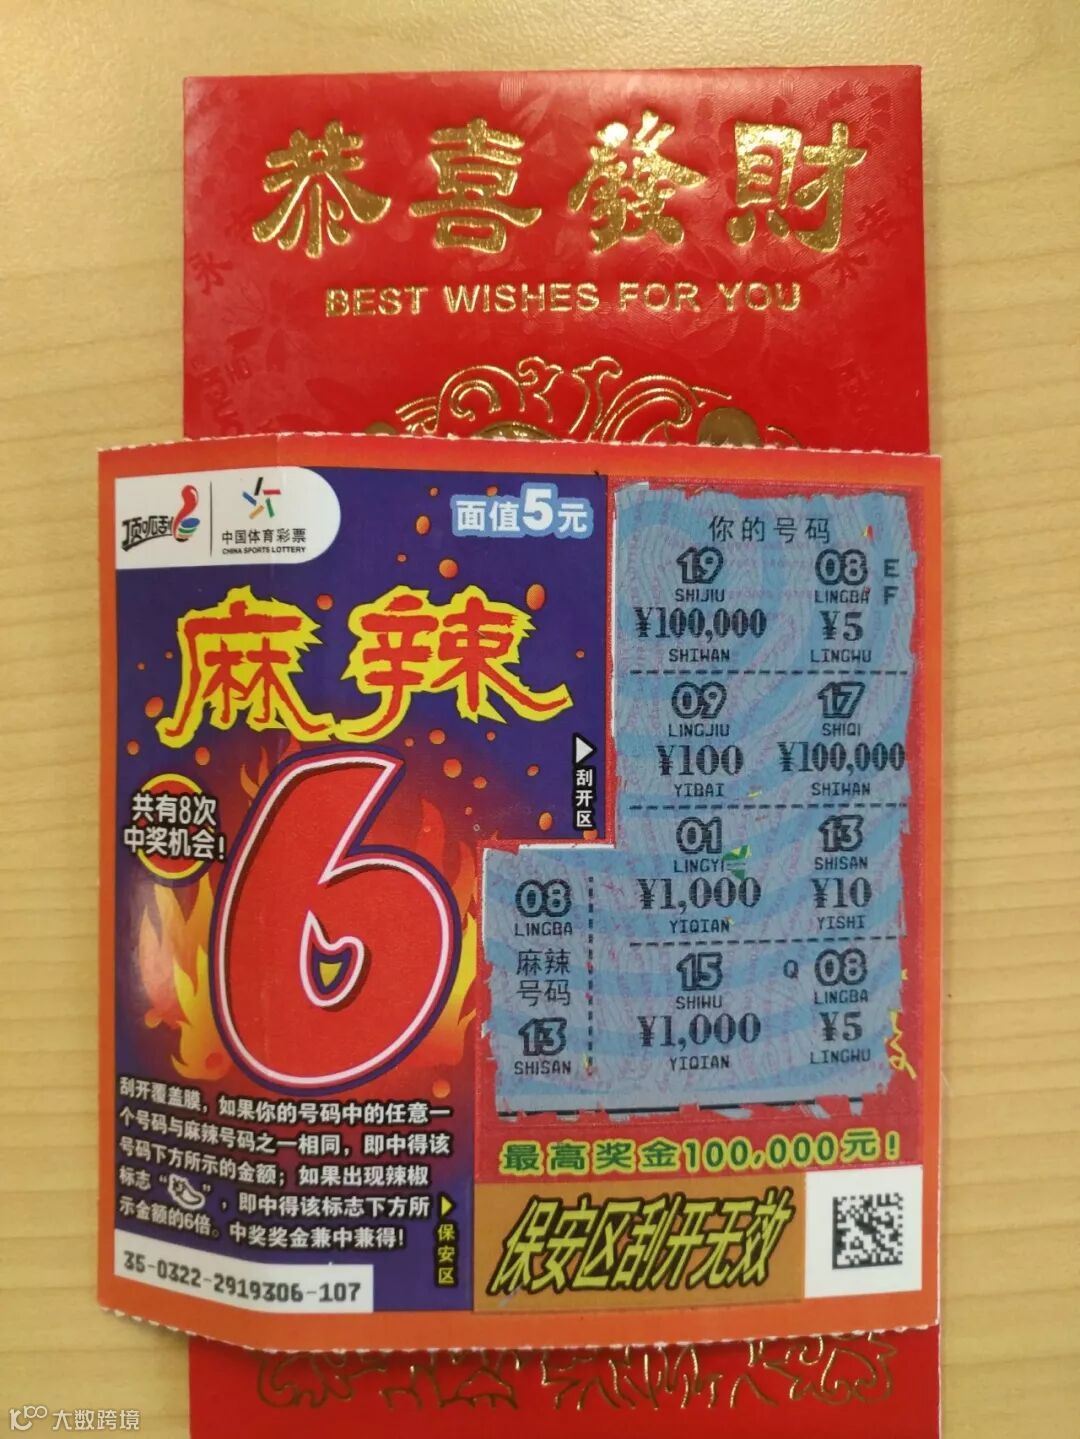 恭喜發財
BEST WISHES FOR YOU
顶呱刮
中国体育彩票
CHINA SPORTS LOTTERY
面值5元
麻辣
6
共有8次
中奖机会!
刮开区
你的号码
19 08 E
SHIJIU LINGBA F
¥100,000 ¥5
SHIWAN LINGWU
09 17
LINGJIU SHIQI
¥100 ¥100,000
YIBAI SHIWAN
01 13
LINGYI SHISAN
¥1,000 ¥10
YIQIAN YISHI
15 Q 08
SHIWU LINGBA
¥1,000 ¥5
YIQIAN LINGWU
08
LINGBA
麻辣
号码
13
SHISAN
刮开覆盖膜，如果你的号码中的任意一
个号码与麻辣号码之一相同，即中得该
号码下方所示的金额；如果出现辣椒
标志“ ”，即中得该标志下方所
示金额的6倍。中奖奖金兼中兼得!
保安区
最高奖金100,000元!
保安区刮开无效
35-0322-2919306-107
大数跨境